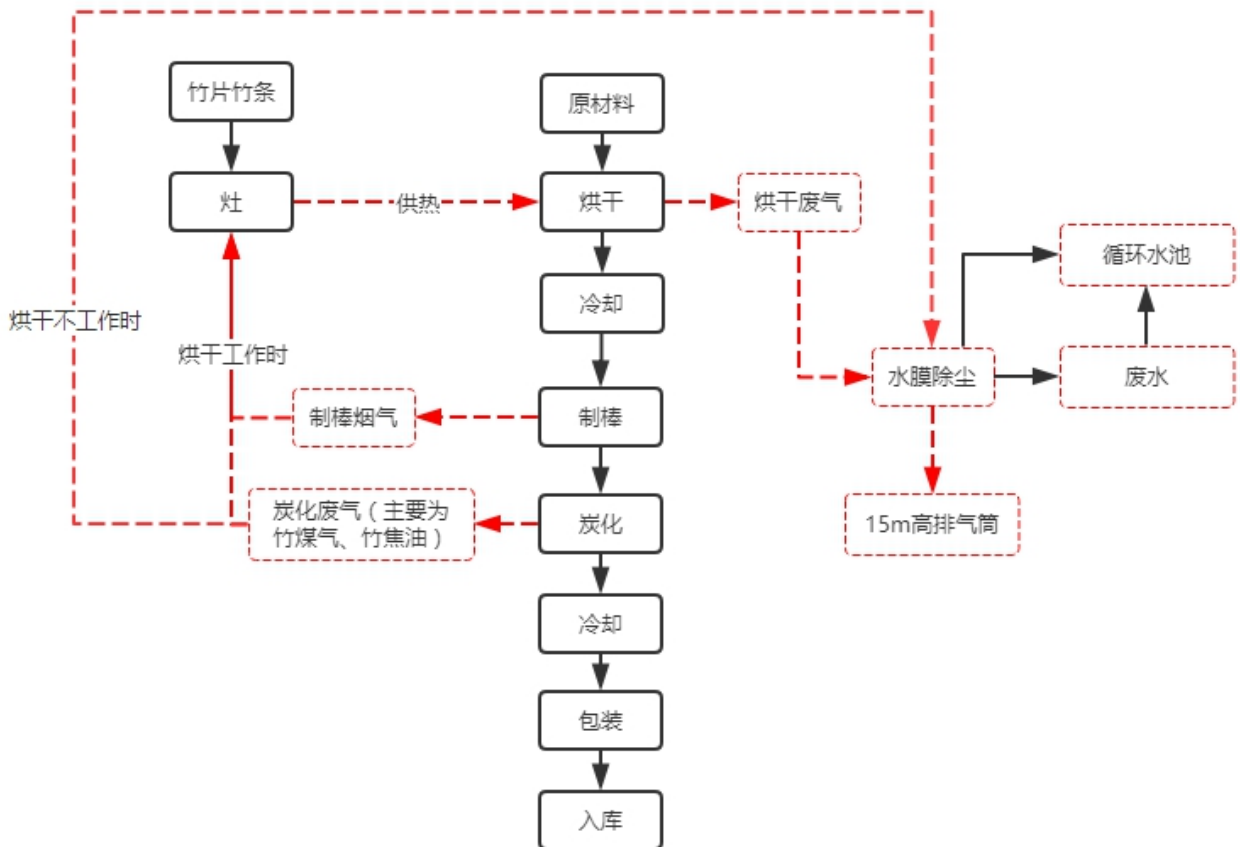 竹片竹条
原材料
灶
供热
烘干
烘干废气
循环水池
冷却
烘干不工作时
烘干工作时
水膜除尘
废水
制棒烟气
制棒
炭化废气（主要为
竹煤气、竹焦油）
炭化
15m高排气筒
冷却
包装
入库